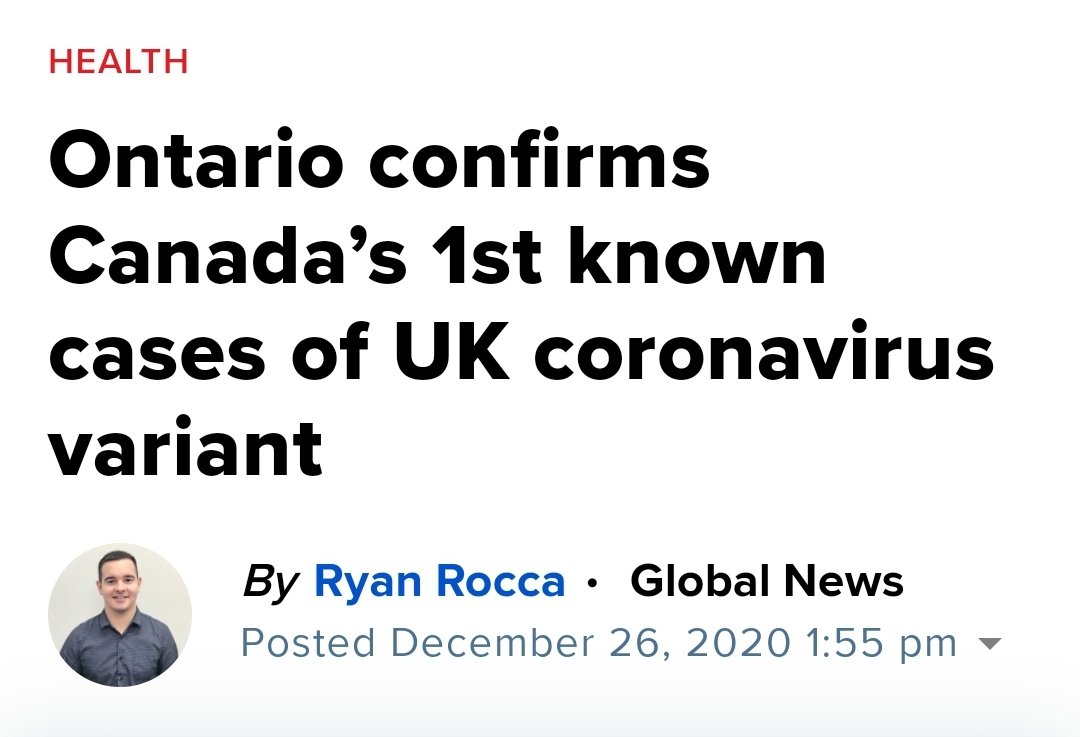 HEALTH
Ontario confirms
Canada’s 1st known
cases of UK coronavirus
variant
By Ryan Rocca · Global News
Posted December 26, 2020 1:55 pm